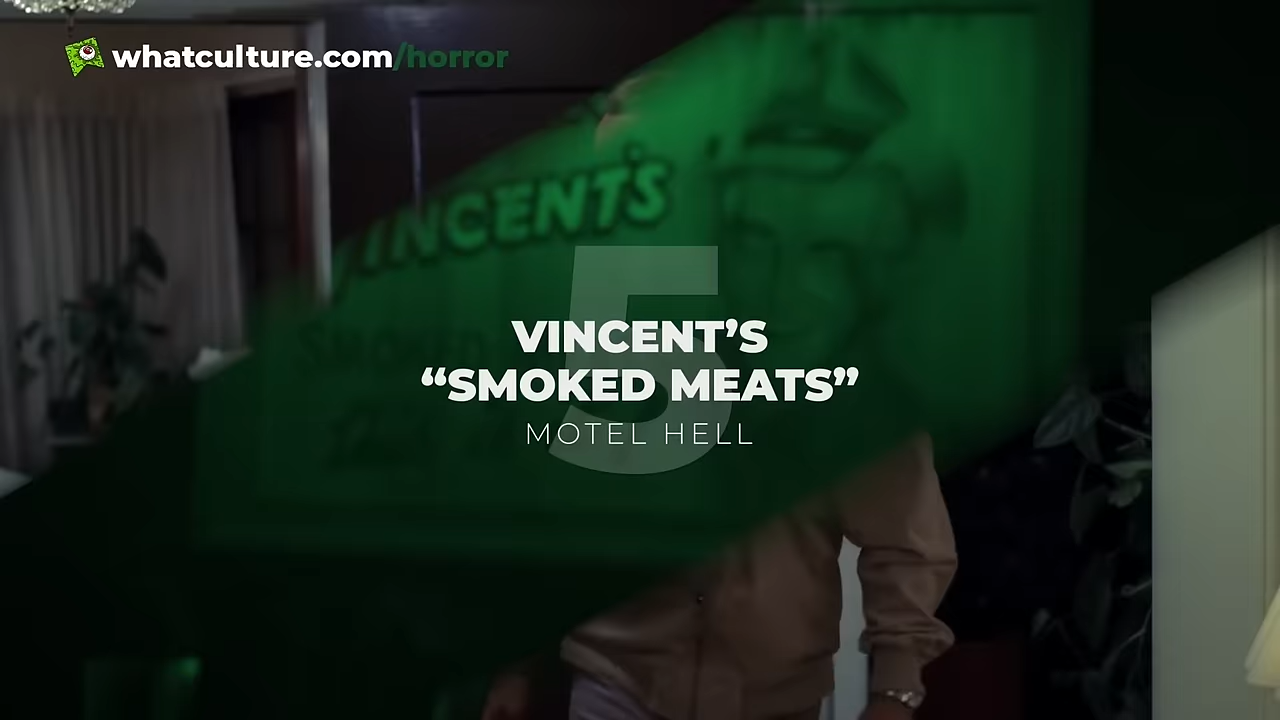 whatculture.com/horror
VINCENT'S
5
VINCENT’S
“SMOKED MEATS”
MOTEL HELL